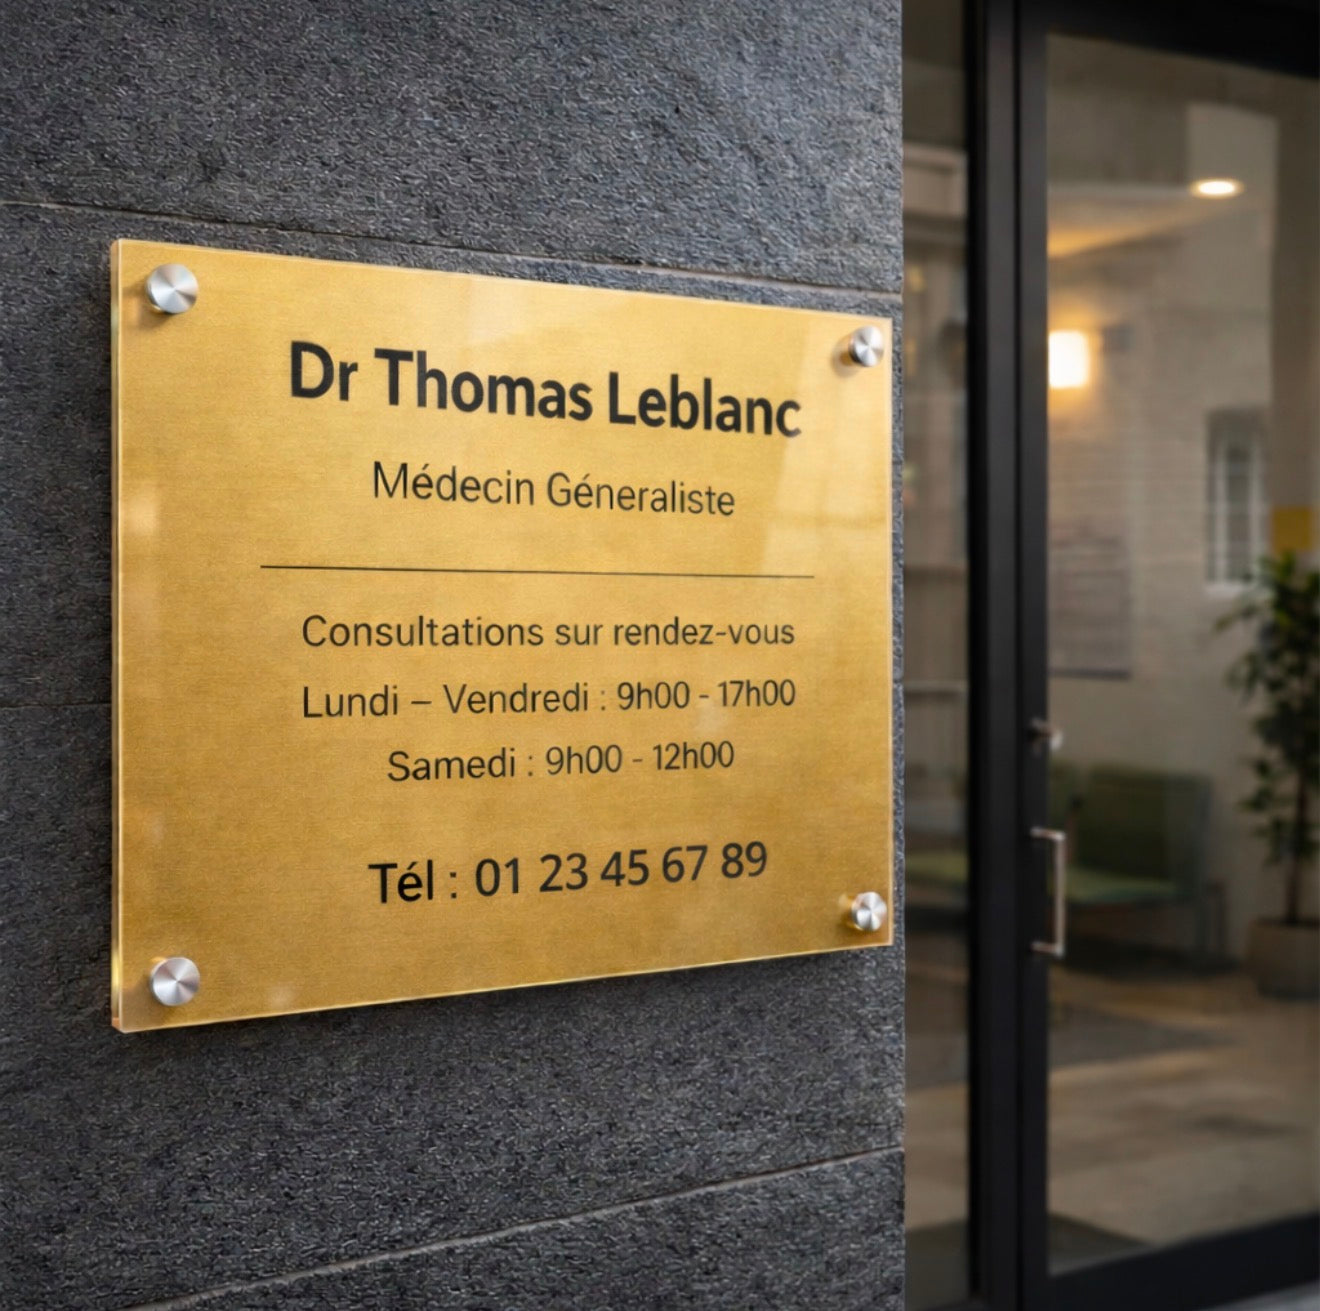 Dr Thomas Leblanc
Médecin Géneraliste
Consultations sur rendez-vous
Lundi – Vendredi : 9h00 - 17h00
Samedi : 9h00 - 12h00
Tél : 01 23 45 67 89